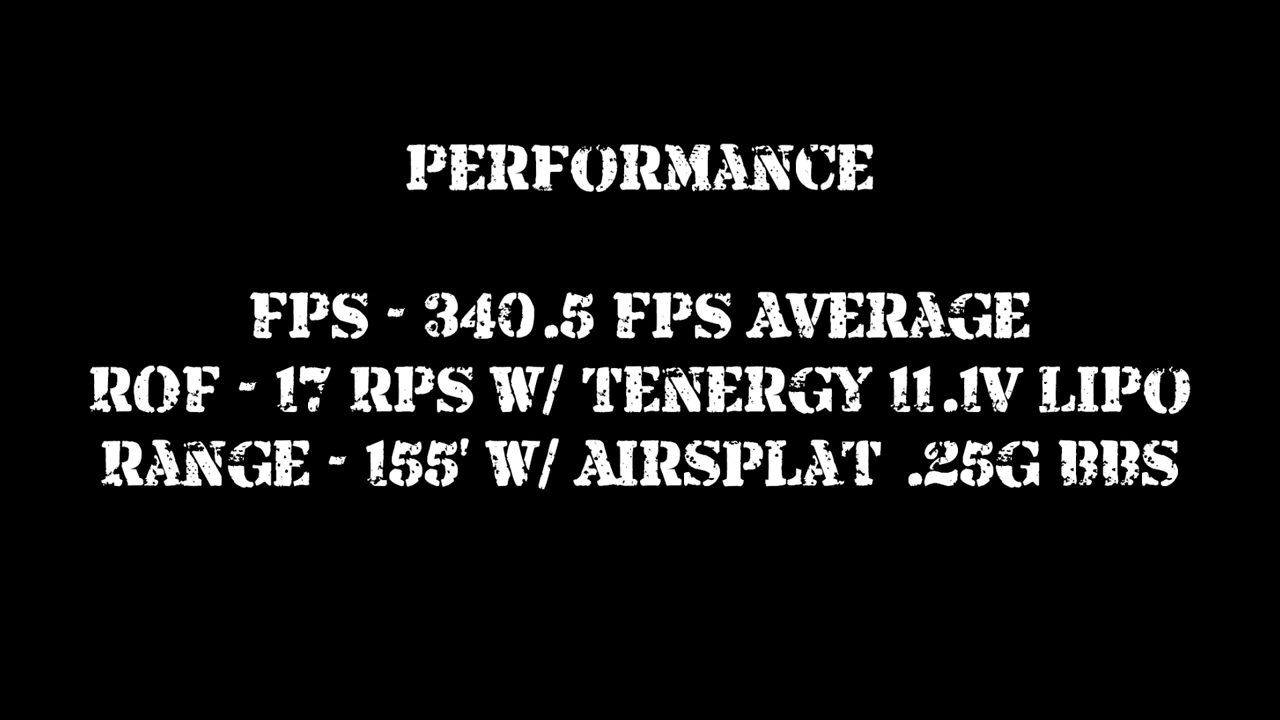 PERFORMANCE
FPS - 340.5 FPS AVERAGE
ROF - 17 RPS W/ TENERGY 11.1V LIPO
RANGE - 155' W/ AIRSPLAT .25G BBS